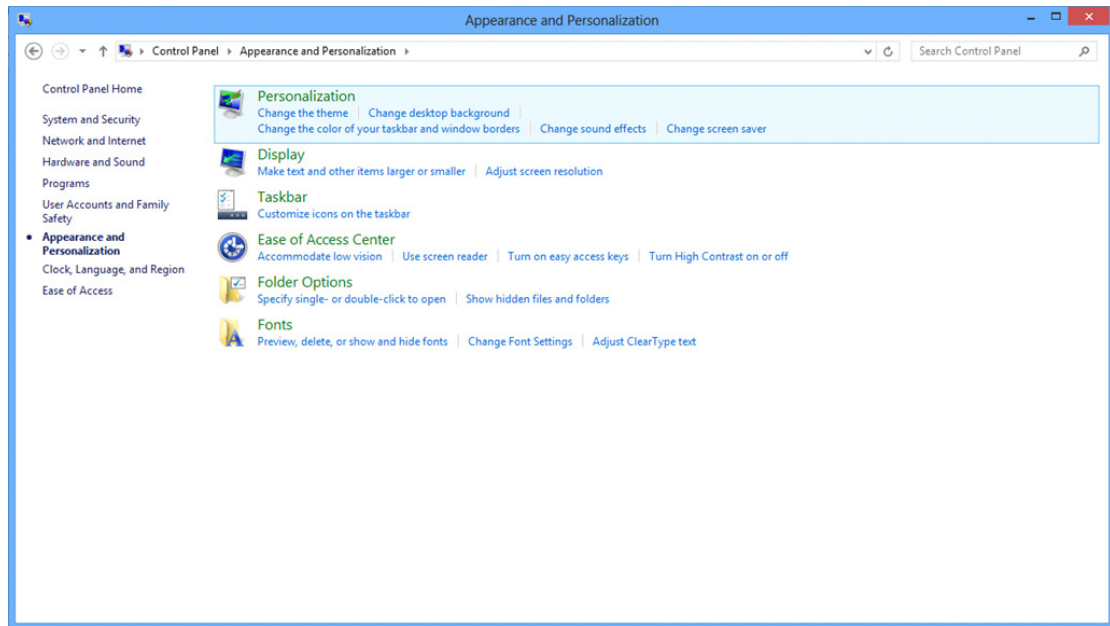 Appearance and Personalization
Control Panel Appearance and Personalization
Search Control Panel
Control Panel Home
System and Security
Network and Internet
Hardware and Sound
Programs
User Accounts and Family
Safety
Appearance and
Personalization
Clock, Language, and Region
Ease of Access
Personalization
Change the theme Change desktop background
Change the color of your taskbar and window borders Change sound effects Change screen saver
Display
Make text and other items larger or smaller Adjust screen resolution
Taskbar
Customize icons on the taskbar
Ease of Access Center
Accommodate low vision Use screen reader Turn on easy access keys Turn High Contrast on or off
Folder Options
Specify single- or double-click to open Show hidden files and folders
Fonts
Preview, delete, or show and hide fonts Change Font Settings Adjust ClearType text